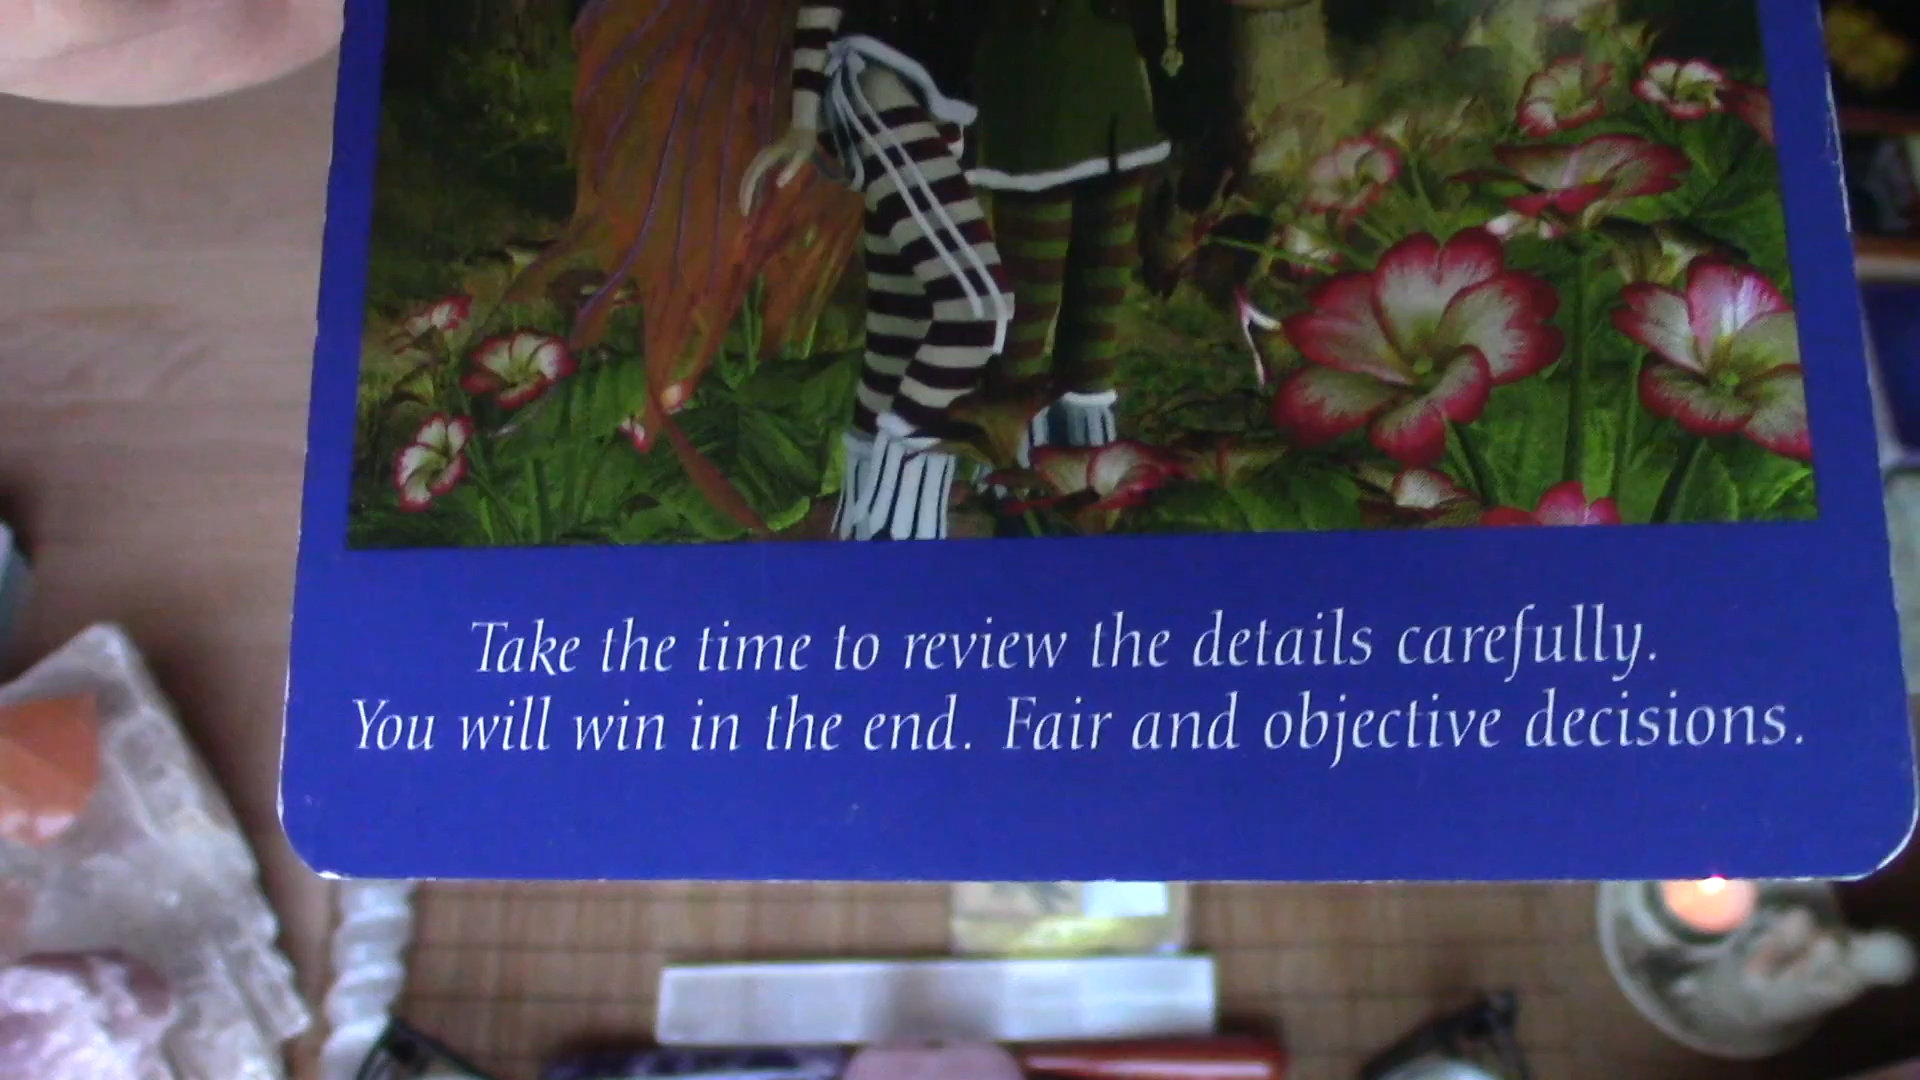 Take the time to review the details carefully.
You will win in the end. Fair and objective decisions.